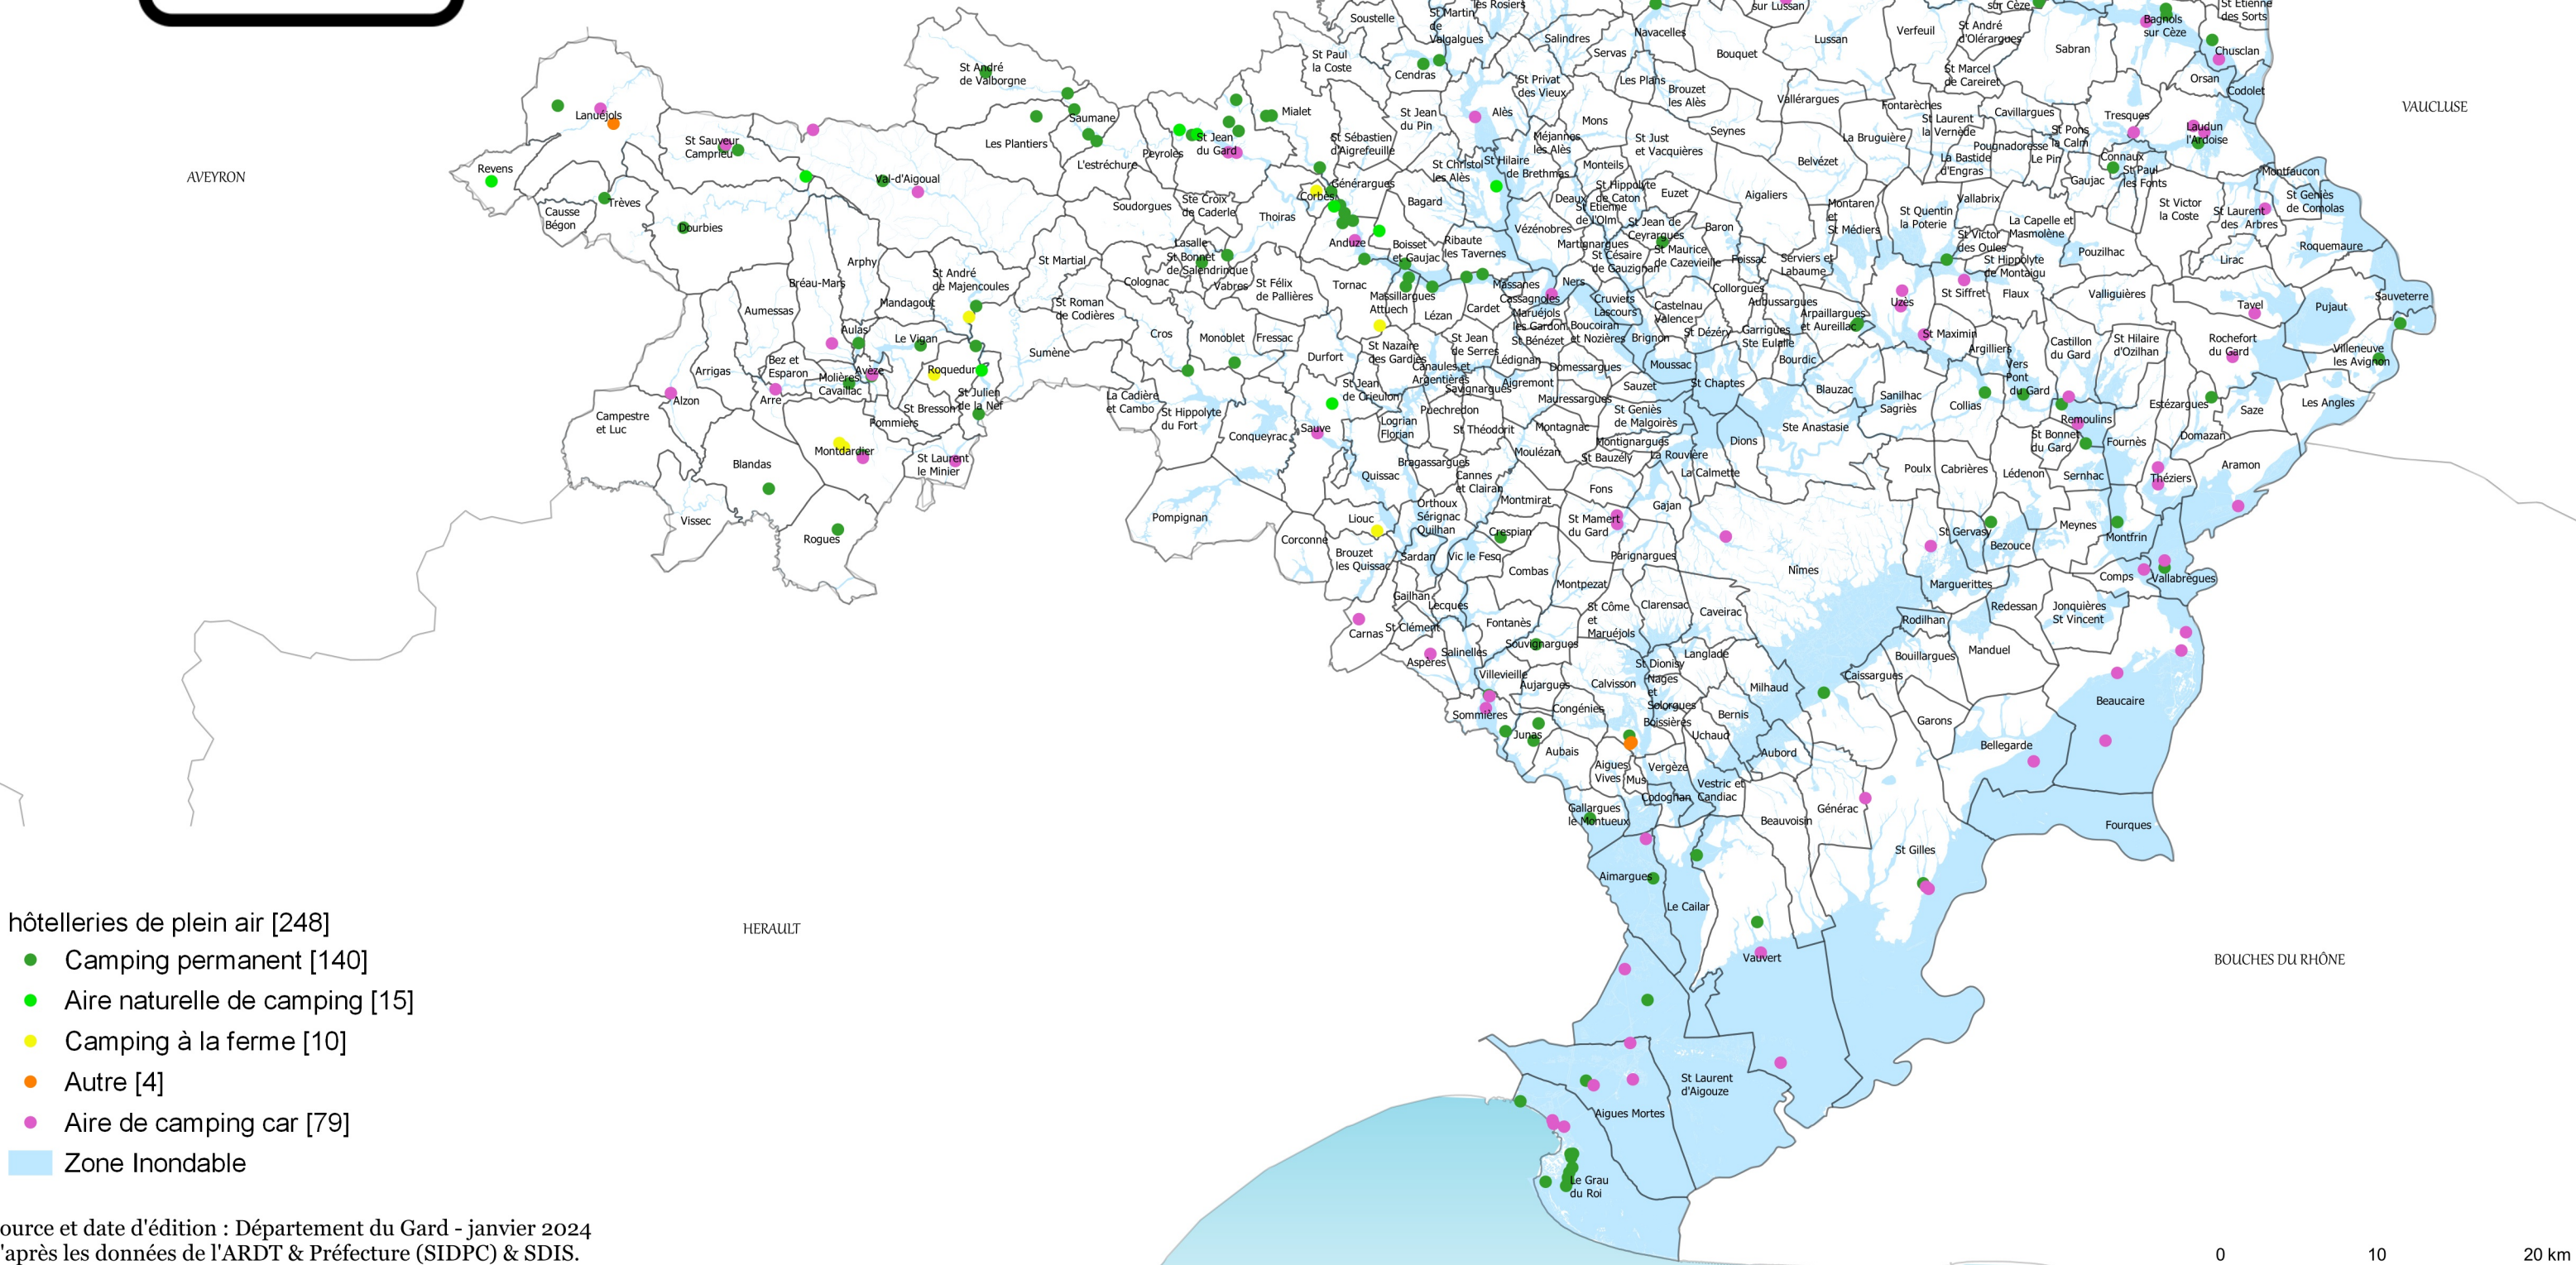 les Rosiers
sur Lussan
sur Cèze
St Etienne
des Sorts
Soustelle
St Martin
de
Valgalgues
Salindres
Navacelles
Lussan
Verfeuil
St André
d'Olérargues
Bagnols
sur Cèze
Sabran
Chusclan
St Paul
la Coste
Servas
Bouquet
Cendras
St Privat
des Vieux
Les Plans
St Marcel
de Careiret
Orsan
Codolet
St André
de Valborgne
Brouzet
les Alès
Vallérargues
Fontarèches
VAUCLUSE
Lanuéjols
Saumane
Mialet
St Jean
du Pin
Alès
Mons
Cavillargues
Tresques
St Laurent
la Vernède
Laudun
l'Ardoise
St Sauveur
Camprieu
Les Plantiers
Peyroles
St Jean
du Gard
St Sébastien
d'Aigrefeuille
Méjannes
les Alès
St Just
et Vacquières
Seynes
La Bruguière
St Pons
la Calm
Pougnadoresse
Le Pin
Connaux
L'estréchure
Revens
AVEYRON
Val-d'Aigoual
St Christol
les Alès
St Hilaire
de Brethmas
Monteils
Belvézet
La Bastide
d'Engras
Gaujac
St Paul
les Fonts
Montfaucon
Générargues
Corbès
Trèves
Causse
Bégon
Dourbies
Soudorgues
Ste Croix
de Caderle
Thoiras
Bagard
Deaux
St Hippolyte
de Caton
Euzet
Aigaliers
Vallabrix
St Geniès
de Comolas
St Etienne
de l'Olm
Montaren
et
St Médiers
St Quentin
la Poterie
St Victor
la Coste
St Laurent
des Arbres
La Capelle et
Masmolène
Anduze
Vézénobres
St Jean de
Ceyrargues
Baron
St Victor
des Oules
Lasalle
St Bonnet
de Salendrinque
Boisset
et Gaujac
Ribaute
les Tavernes
Martignargues
St Maurice
de Cazevieille
Roquemaure
St Césaire
de Gauzignan
Foissac
Serviers et
Labaume
Pouzilhac
Lirac
Arphy
St Martial
St André
de Majencoules
St Hippolyte
de Montaigu
Bréau-Mars
Colognac
Vabres
St Félix
de Pallières
Tornac
Massanes
Ners
Collorgues
St Siffret
Flaux
Valliguières
Sauveterre
Mandagout
St Roman
de Codières
Massillargues
Attuech
Cardet
Cassagnoles
Cruviers
Lascours
Castelnau
Valence
Aubussargues
Uzès
Tavel
Pujaut
Aumessas
Lézan
Maruéjols
les Gardon
Boucoiran
et Nozières
Arpaillargues
et Aureillac
Aulas
Le Vigan
Cros
Monoblet
Fressac
St Jean
de Serres
St Bénézet
Brignon
St Dézéry
Garrigues
Ste Eulalie
St Maximin
Argilliers
Castillon
du Gard
St Hilaire
d'Ozilhan
Rochefort
du Gard
Villeneuve
les Avignon
Sumène
Durfort
St Nazaire
des Gardies
Lédignan
Bourdic
Bez et
Esparon
Arrigas
Molières
Cavaillac
Avèze
Roquedur
Canaules et
Argentières
Domessargues
Moussac
Vers
Pont
du Gard
Savignargues
Aigremont
Sauzet
St Chaptes
Blauzac
Sanilhac
Sagriès
Collias
Alzon
Arre
St Bresson
St Julien
de la Nef
La Cadière
et Cambo
St Jean
de Crieulon
Mauressargues
St Geniès
de Malgoirès
Estézargues
Saze
Les Angles
Campestre
et Luc
Pommiers
St Hippolyte
du Fort
Conqueyrac
Sauve
Puechredon
Logrian
Florian
St Théodorit
Montagnac
Dions
Ste Anastasie
Remoulins
St Bonnet
du Gard
Fournès
Domazan
Montdardier
St Laurent
le Minier
Montignargues
Moulézan
St Bauzély
La Rouvière
Blandas
Bragassargues
Quissac
Cannes
et Clairan
La Calmette
Poulx
Cabrières
Lédenon
Sernhac
Théziers
Aramon
Vissec
Rogues
Pompignan
Liouc
Orthoux
Sérignac
Quilhan
Montmirat
Fons
Gajan
St Mamert
du Gard
Crespian
St Gervasy
Bezouce
Meynes
Montfrin
Corconne
Brouzet
les Quissac
Sardan
Vic le Fesq
Parignargues
Combas
Nîmes
Montpezat
Marguerittes
Comps
Vallabrègues
Gailhan
Lecques
St Côme
et
Maruéjols
Clarensac
Caveirac
Redessan
Jonquières
St Vincent
Rodilhan
Carnas
St Clément
Fontanès
Souvignargues
Aspères
Salinelles
Langlade
Bouillargues
Manduel
St Dionisy
Villevieille
Aujargues
Calvisson
Nages
et
Solorgues
Milhaud
Caissargues
Beaucaire
Sommières
Congénies
Boissières
Bernis
Garons
Junas
Aubais
Uchaud
Aubord
Bellegarde
Aigues
Vives
Mus
Vergèze
Codognan
Vestric et
Candiac
Gallargues
le Montueux
Beauvoisin
Générac
Fourques
St Gilles
Aimargues
Le Cailar
HERAULT
Vauvert
BOUCHES DU RHÔNE
St Laurent
d'Aigouze
Aigues Mortes
Le Grau
du Roi
hôtelleries de plein air [248]
Camping permanent [140]
Aire naturelle de camping [15]
Camping à la ferme [10]
Autre [4]
Aire de camping car [79]
Zone Inondable
ource et date d'édition : Département du Gard - janvier 2024
'après les données de l'ARDT & Préfecture (SIDPC) & SDIS.
0 10 20 km